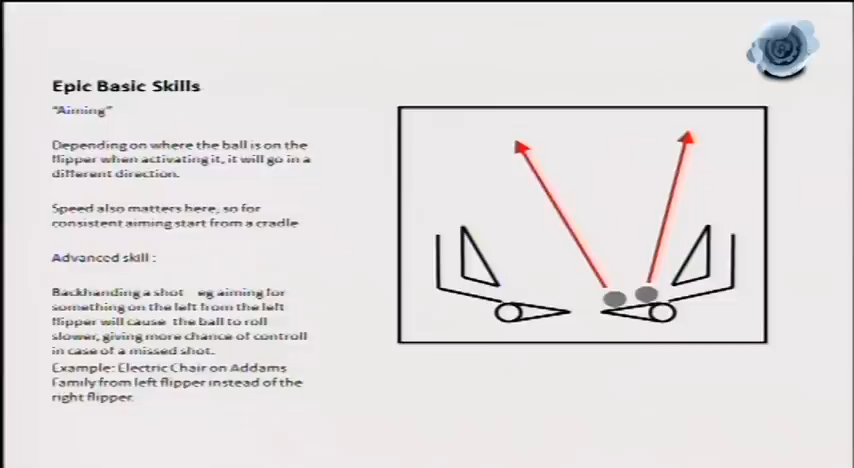 Epic Basic Skills
"Aiming"
Depending on where the ball is on the
flipper when activating it, it will go in a
different direction.
Speed also matters here, so for
consistent aiming start from a cradle
Advanced skill :
Backhanding a shot eg aiming for
something on the left from the left
flipper will cause the ball to roll
slower, giving more chance of controll
in case of a missed shot.
Example: Electric Chair on Addams
Family from left flipper instead of the
right flipper.